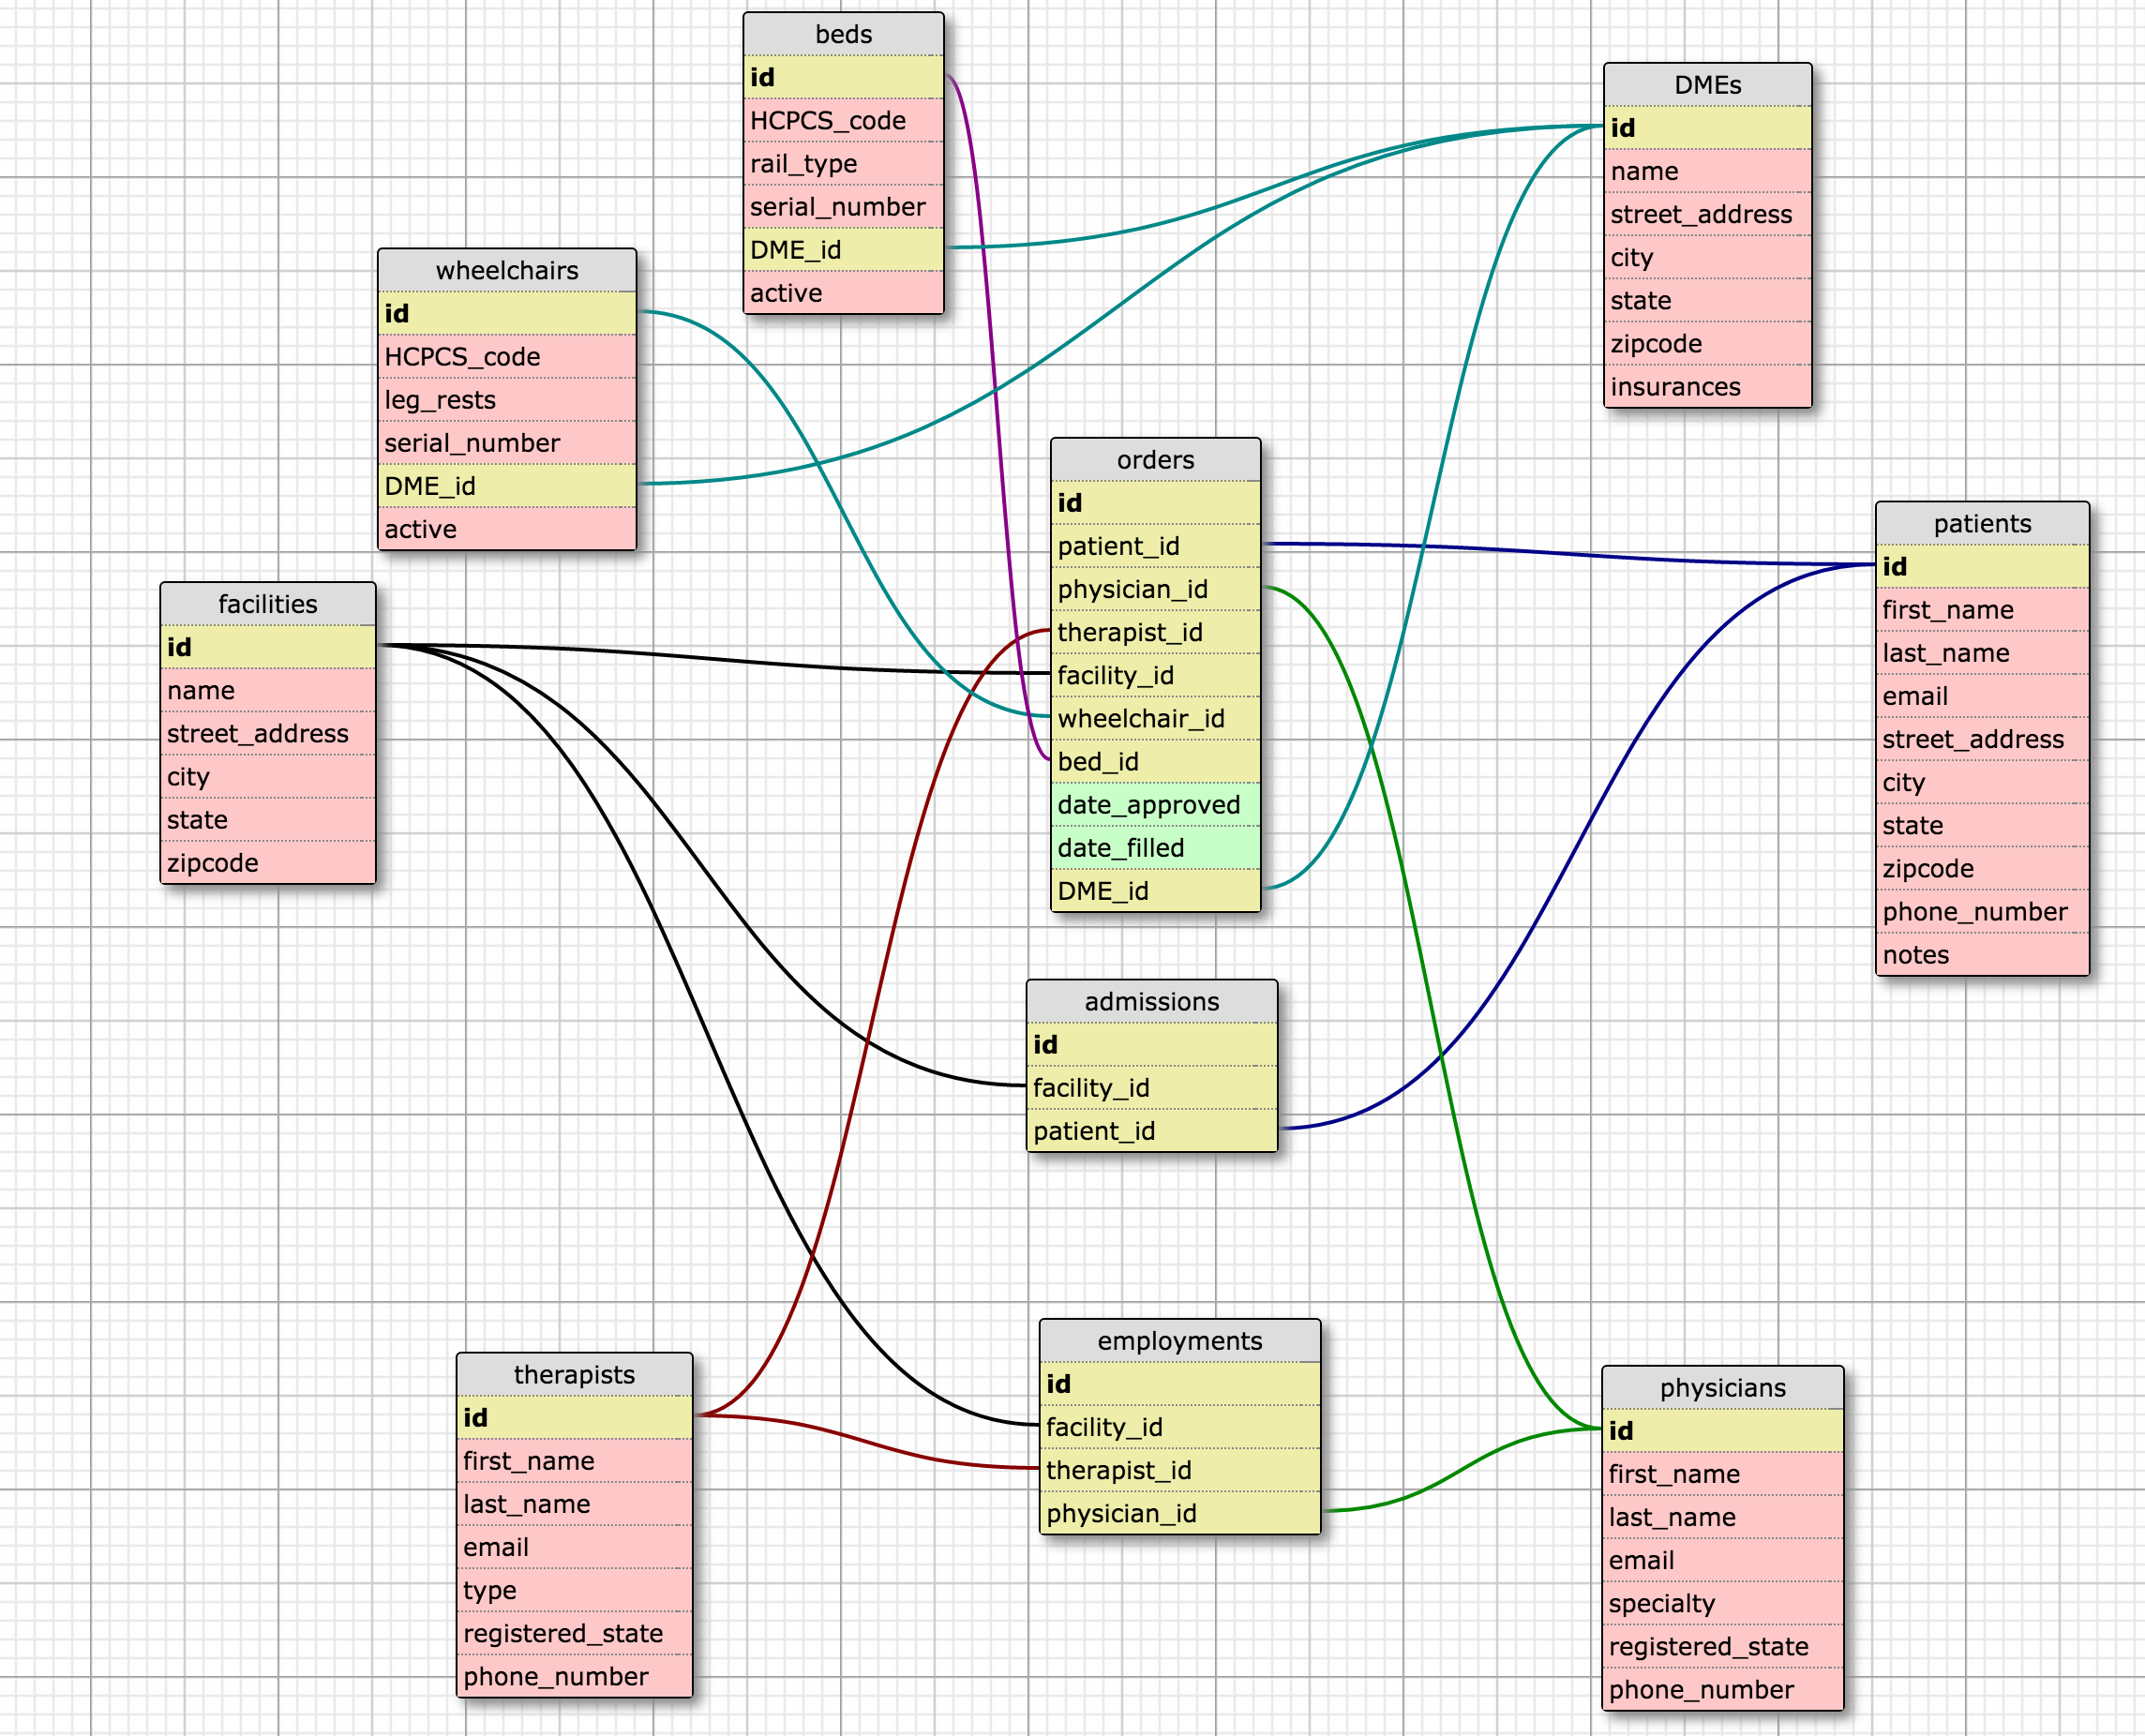 beds
id
HCPCS_code
rail_type
serial_number
DME_id
active
DMEs
id
name
street_address
city
state
zipcode
insurances
wheelchairs
id
HCPCS_code
leg_rests
serial_number
DME_id
active
orders
id
patient_id
physician_id
therapist_id
facility_id
wheelchair_id
bed_id
date_approved
date_filled
DME_id
patients
id
first_name
last_name
email
street_address
city
state
zipcode
phone_number
notes
facilities
id
name
street_address
city
state
zipcode
admissions
id
facility_id
patient_id
employments
id
facility_id
therapist_id
physician_id
therapists
id
first_name
last_name
email
type
registered_state
phone_number
physicians
id
first_name
last_name
email
specialty
registered_state
phone_number